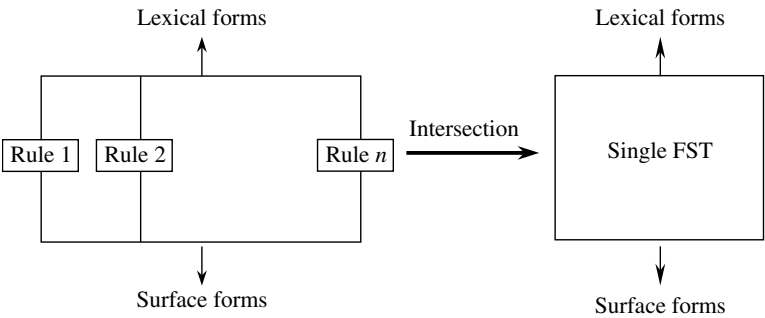 Lexical forms
Rule 1
Rule 2
Rule n
Surface forms
Intersection
Lexical forms
Single FST
Surface forms